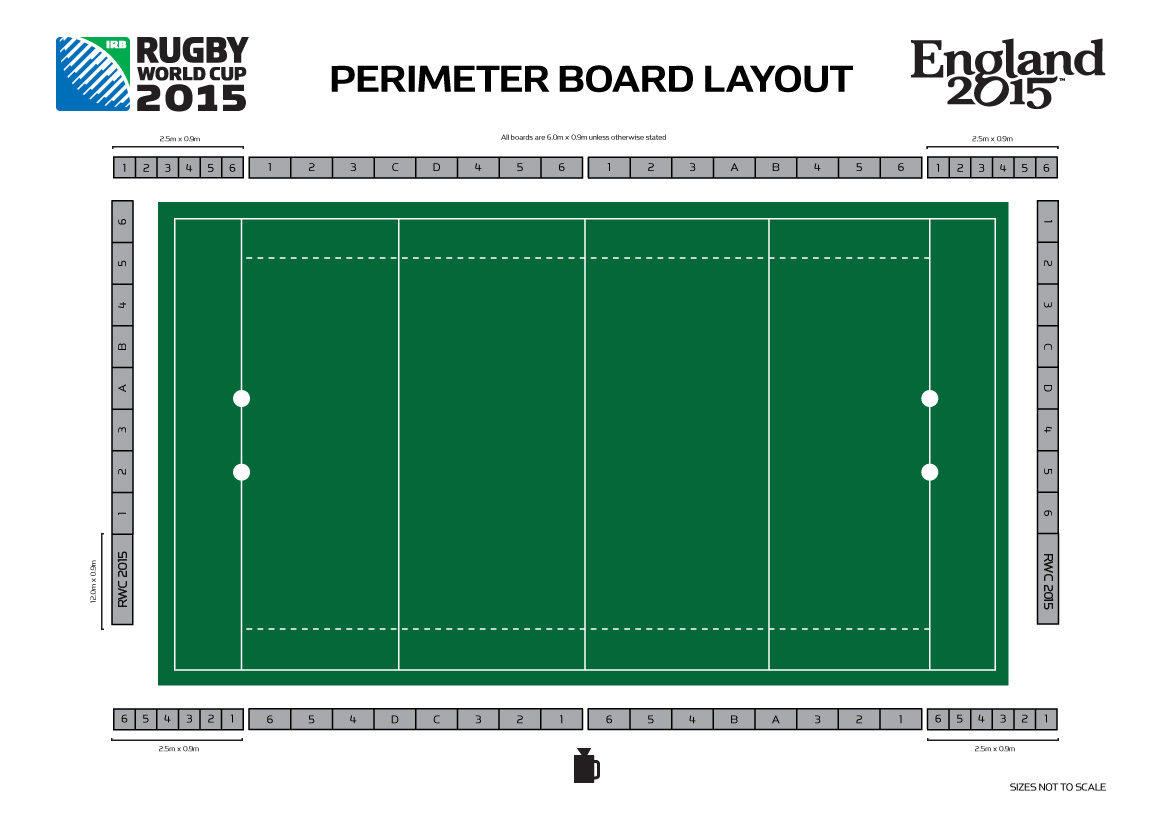 IRB
RUGBY
WORLD CUP
2015
PERIMETER BOARD LAYOUT
England
2015™
All boards are 6.0m x 0.9m unless otherwise stated
2.5m x 0.9m
2.5m x 0.9m
1 2 3 4 5 6 1 2 3 C D 4 5 6 1 2 3 A B 4 5 6 1 2 3 4 5 6
6
5
4
B
A
3
2
1
RWC 2015
12.0m x 0.9m
1
2
3
C
D
4
5
6
RWC 2015
6 5 4 3 2 1 6 5 4 D C 3 2 1 6 5 4 B A 3 2 1 6 5 4 3 2 1
2.5m x 0.9m
2.5m x 0.9m
SIZES NOT TO SCALE